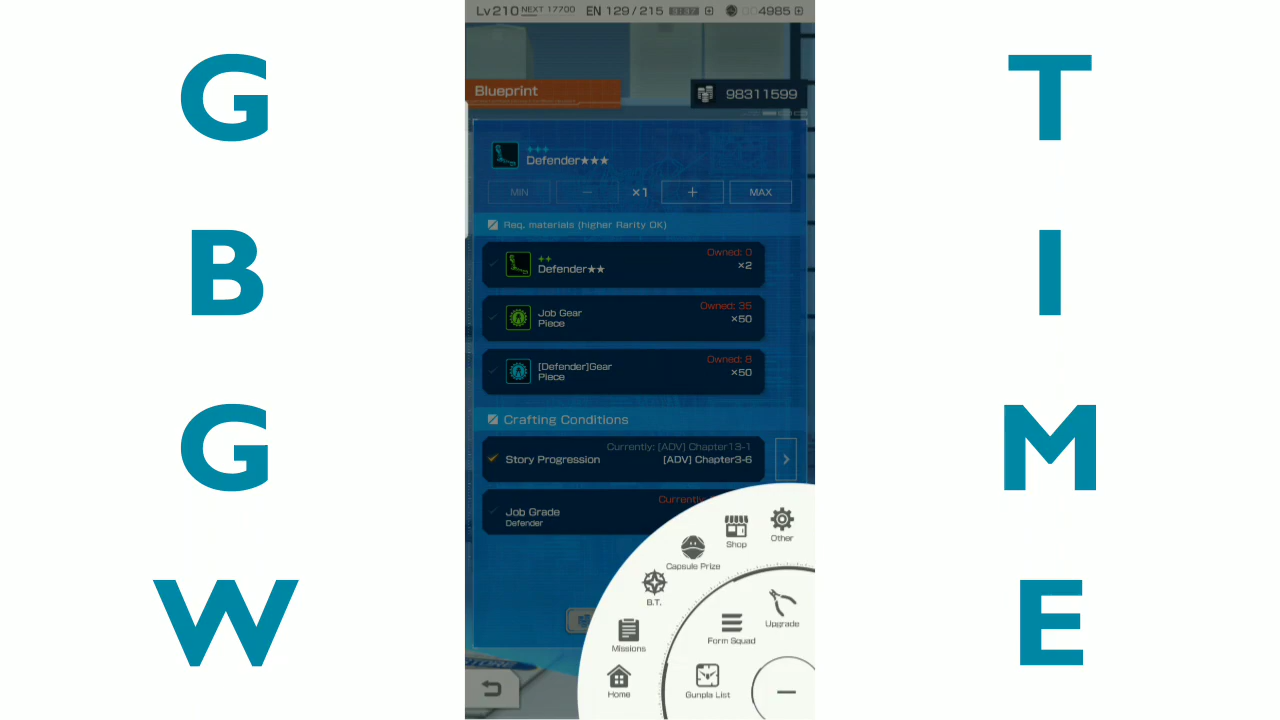 G
B
G
W
Lv 210 NEXT 17700 EN 129/215
4985
Blueprint
98311599
+++
Defender★★★
MIN
−
×1
+
MAX
Req. materials (higher Rarity OK)
++
Defender★★
Owned: 0
×2
Job Gear
Piece
Owned: 35
×50
[Defender]Gear
Piece
Owned: 8
×50
Crafting Conditions
Currently: [ADV] Chapter13-1
Story Progression
[ADV] Chapter3-6
Job Grade
Defender
Other
Shop
Capsule Prize
B.T.
Missions
Home
Upgrade
Form Squad
Gunpla List
T
I
M
E